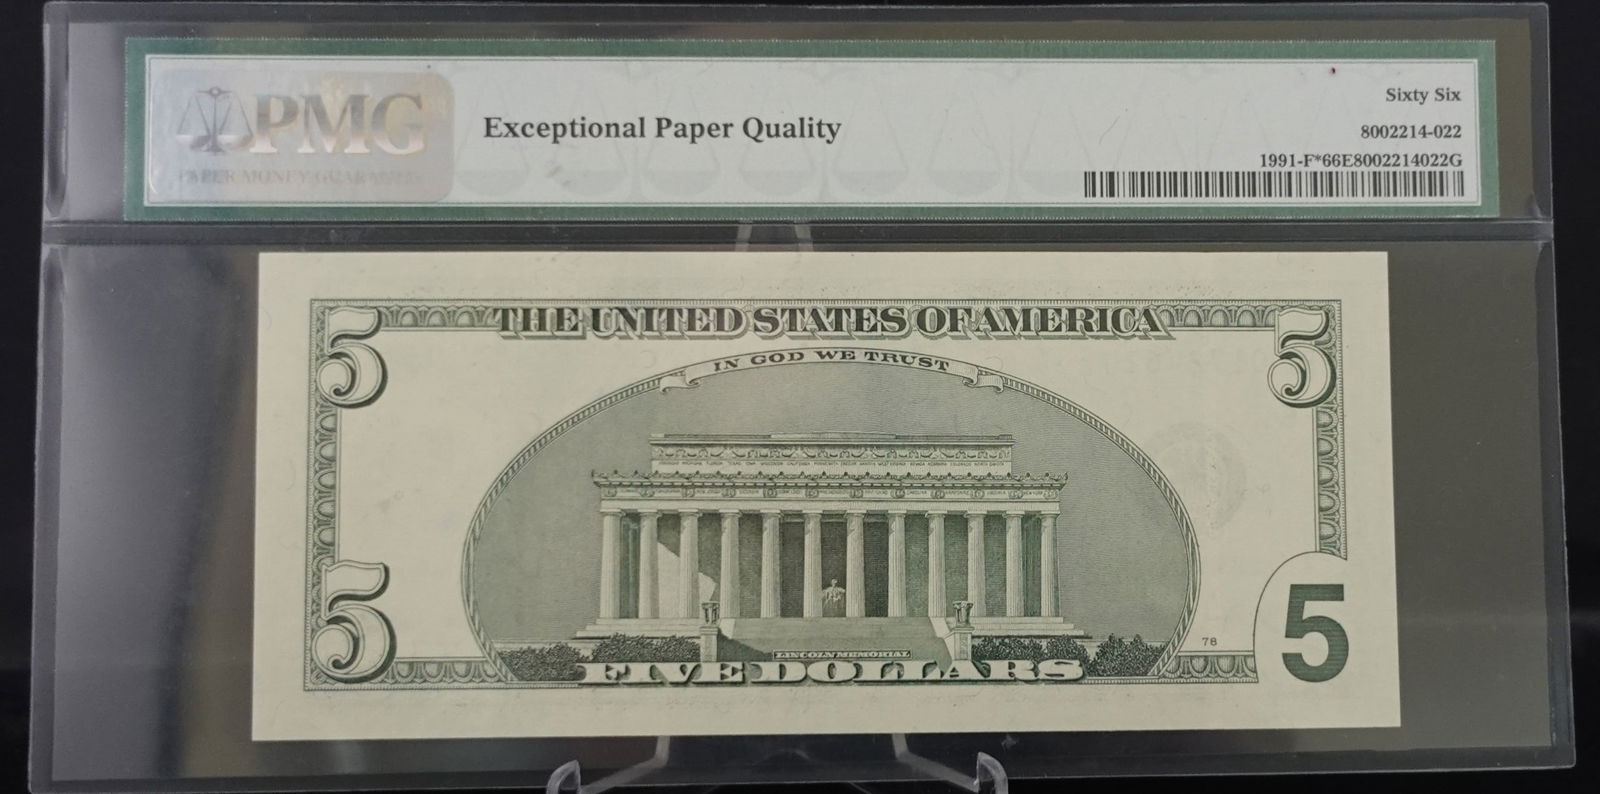 PMG
PAPER MONEY GUARANTY
Exceptional Paper Quality
Sixty Six
8002214-022
1991-F*66E8002214022G
5 THE UNITED STATES OF AMERICA 5
IN GOD WE TRUST
LINCOLN MEMORIAL
78
5 FIVE DOLLARS 5